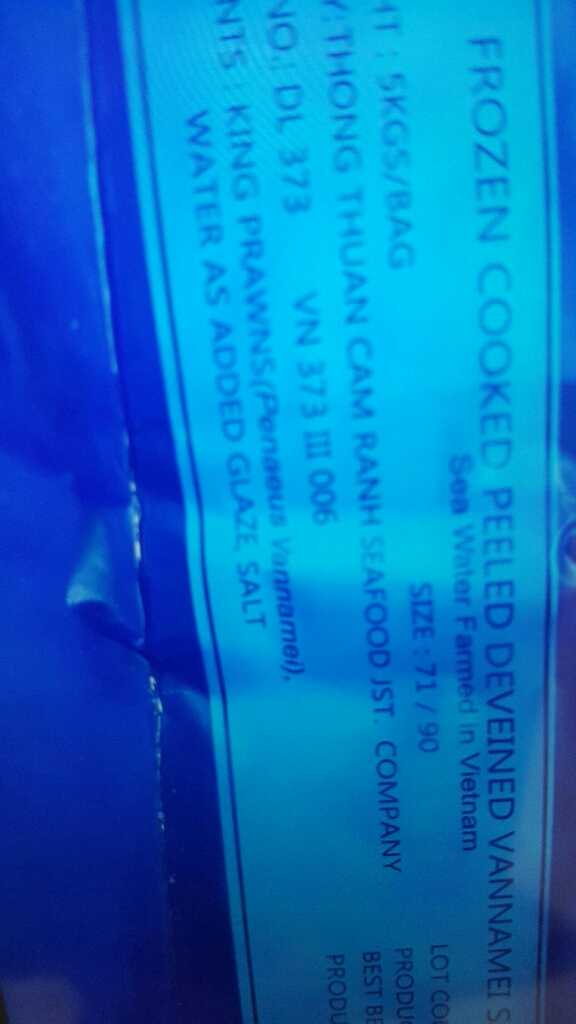 FROZEN COOKED PEELED DEVEINED VANNAMEI S
Sea Water Farmed in Vietnam
HT : 5KGS/BAG SIZE : 71 / 90 LOT CO
Y: THONG THUAN CAM RANH SEAFOOD JST. COMPANY PRODU
NO.: DL 373 VN 373 III 006 BEST BE
NTS : KING PRAWNS(Penaeus Vannamei), PRODU
WATER AS ADDED GLAZE SALT